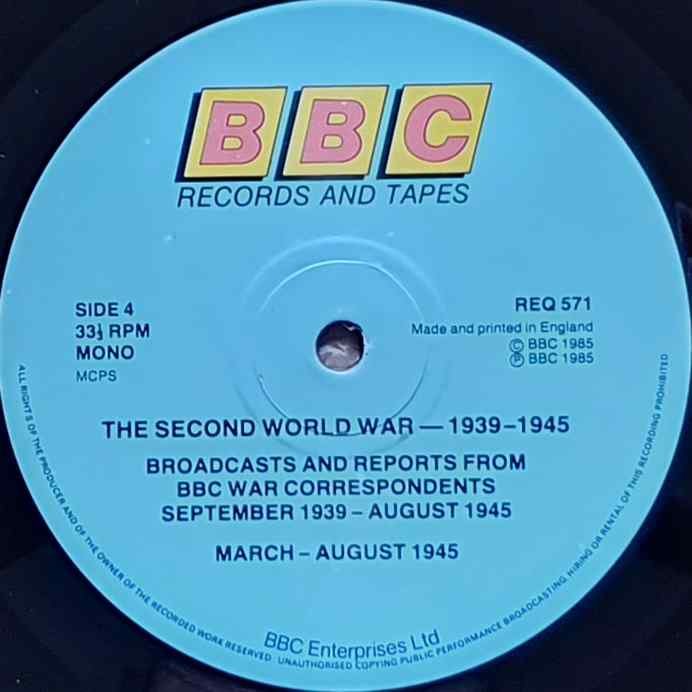 BBC
RECORDS AND TAPES
SIDE 4
33⅓ RPM
MONO
MCPS
REQ 571
Made and printed in England
© BBC 1985
℗ BBC 1985
THE SECOND WORLD WAR — 1939–1945
BROADCASTS AND REPORTS FROM
BBC WAR CORRESPONDENTS
SEPTEMBER 1939 – AUGUST 1945
MARCH – AUGUST 1945
BBC Enterprises Ltd
ALL RIGHTS OF THE PRODUCER AND OF THE OWNER OF THE RECORDED WORK RESERVED. UNAUTHORISED COPYING PUBLIC PERFORMANCE BROADCASTING, HIRING OR RENTAL OF THIS RECORDING PROHIBITED